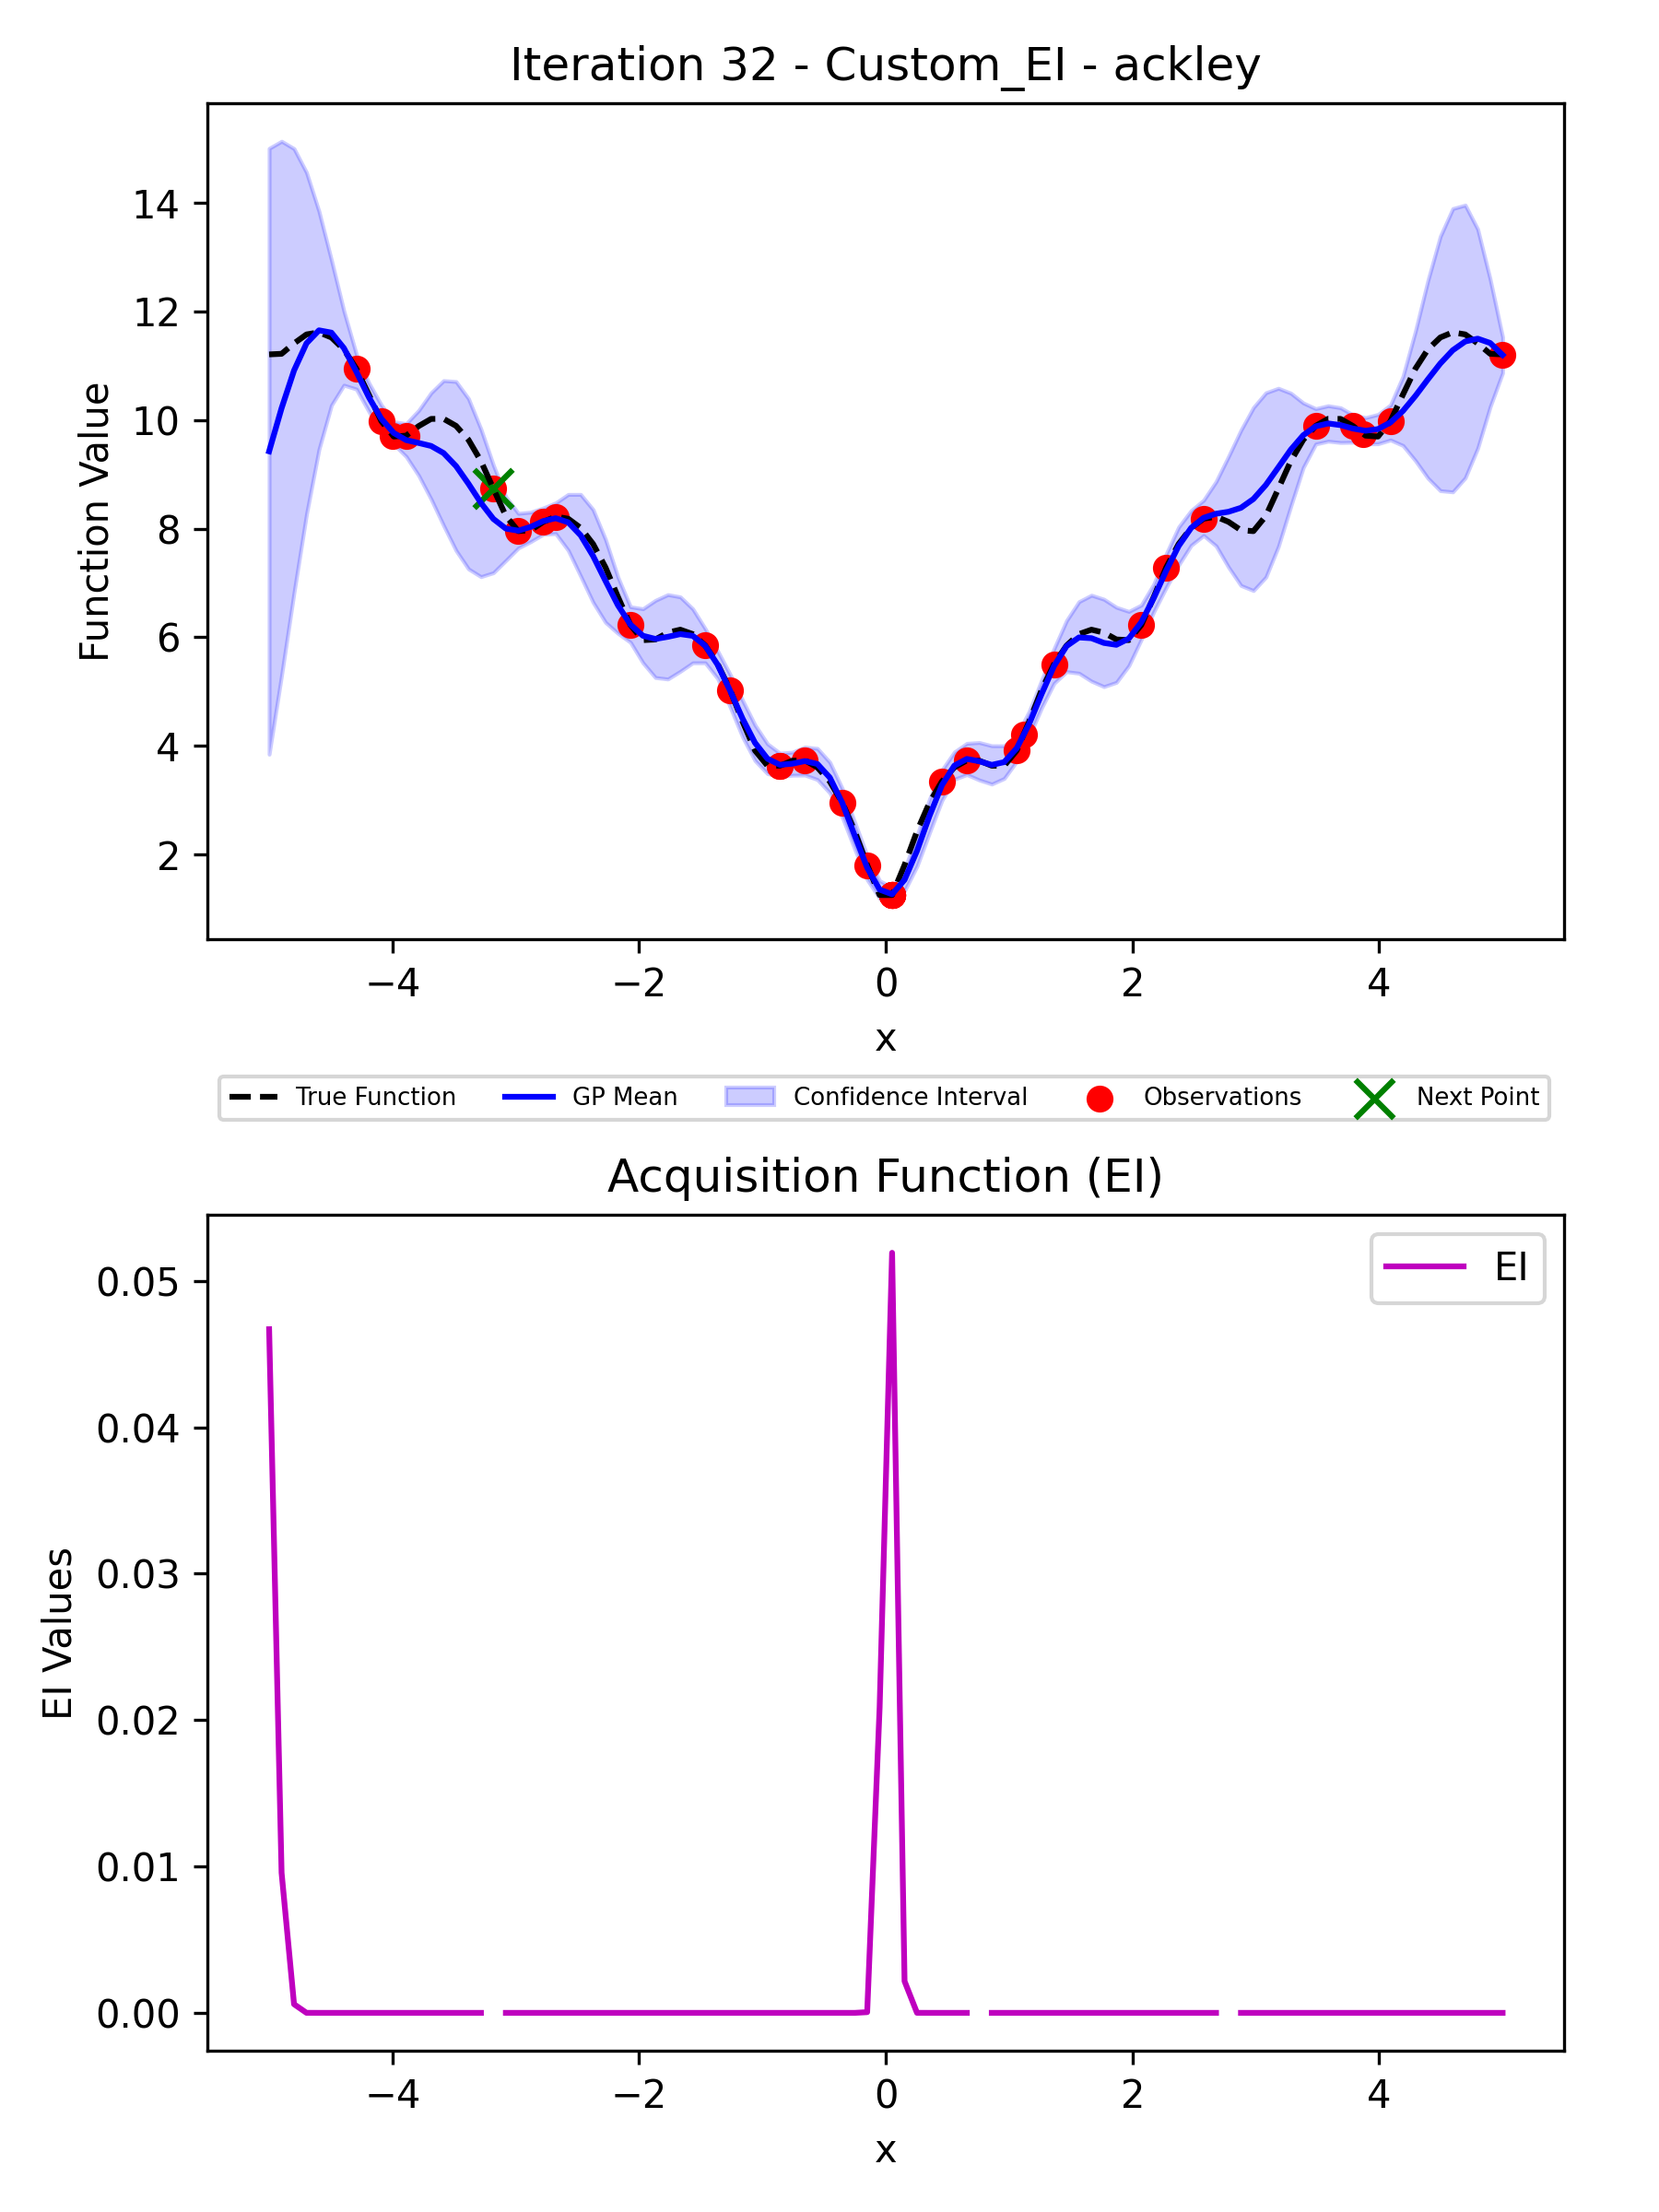 Iteration 32 - Custom_EI - ackley
Function Value
14
12
10
8
6
4
2
−4 −2 0 2 4
x
True Function GP Mean Confidence Interval Observations Next Point
Acquisition Function (EI)
EI
EI Values
0.05
0.04
0.03
0.02
0.01
0.00
−4 −2 0 2 4
x